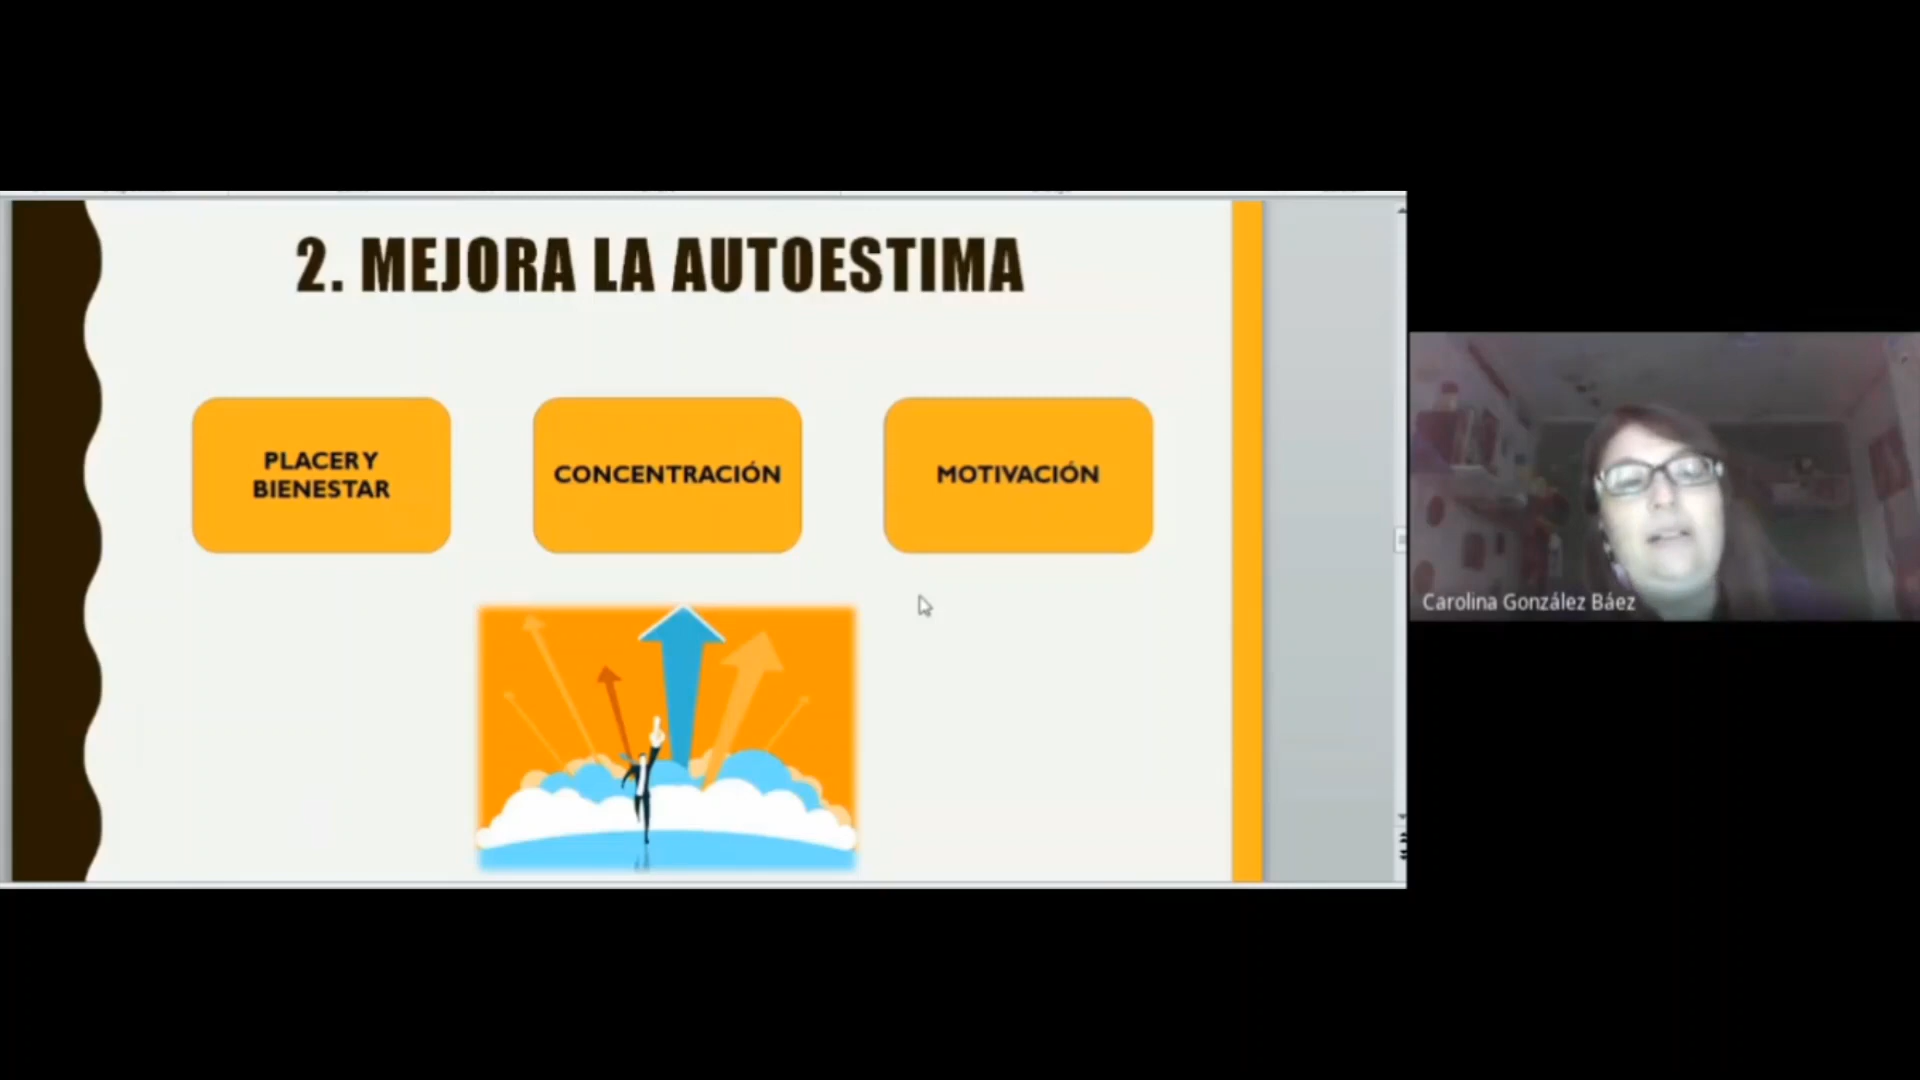 2. MEJORA LA AUTOESTIMA
PLACER Y
BIENESTAR
CONCENTRACIÓN
MOTIVACIÓN
Carolina González Báez